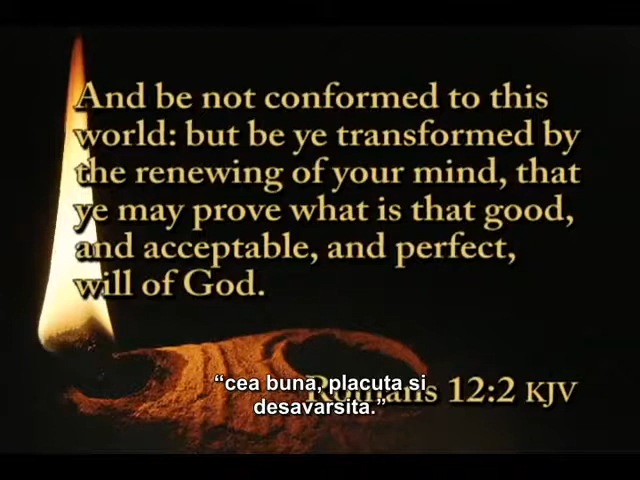 And be not conformed to this
world: but be ye transformed by
the renewing of your mind, that
ye may prove what is that good,
and acceptable, and perfect,
will of God.
Romans 12:2 KJV
“cea buna, placuta si
desavarsita.”